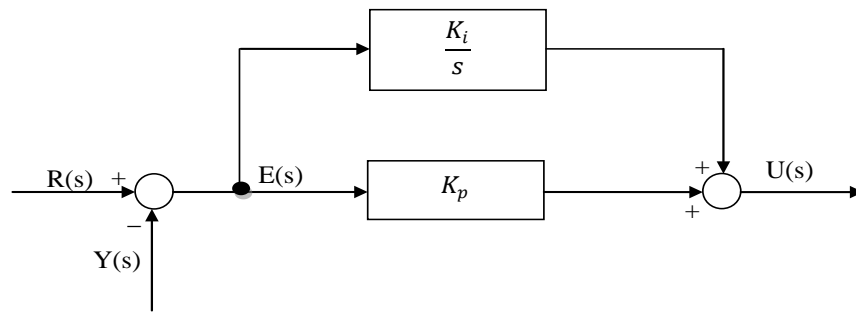 K_i
s
R(s)
+
E(s)
K_p
+
U(s)
+
−
Y(s)